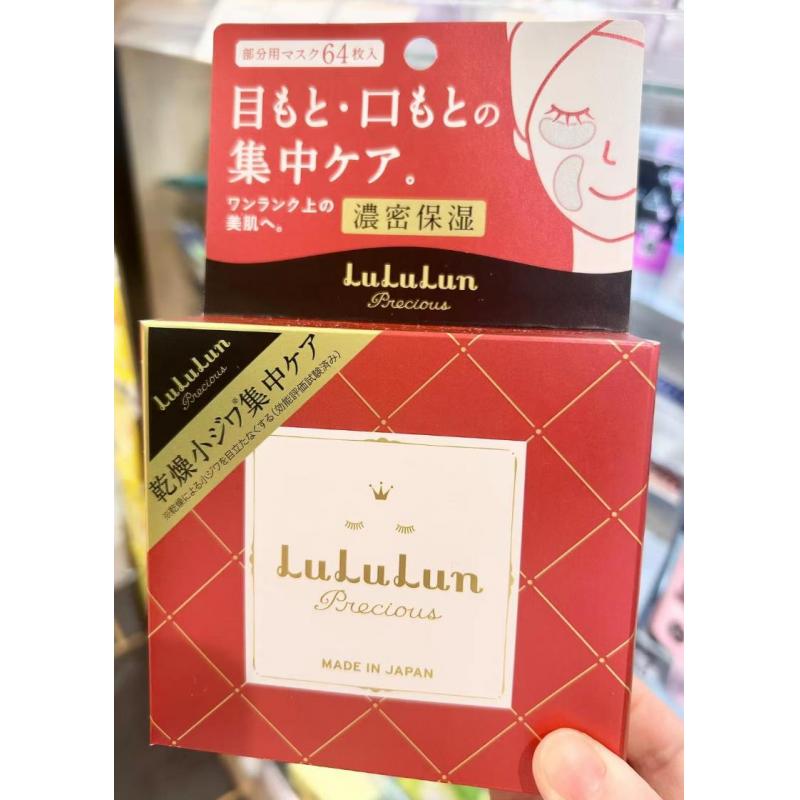 部分用マスク64枚入
目もと・口もとの
集中ケア。
ワンランク上の
美肌へ。
濃密保湿
LuLuLun
Precious
LuLuLun
Precious
乾燥小ジワ※集中ケア
※乾燥による小ジワを目立たなくする(効能評価試験済み)
LuLuLun
Precious
MADE IN JAPAN